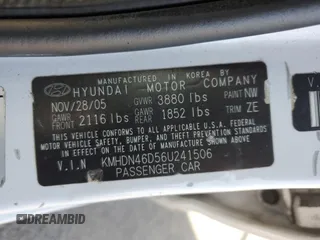 MANUFACTURED IN KOREA BY
HYUNDAI MOTOR COMPANY
NOV/28/05 GVWR 3880 lbs PAINT NW
GAWR FRONT 2116 lbs GAWR REAR 1852 lbs TRIM ZE
THIS VEHICLE CONFORMS TO ALL APPLICABLE
U.S. FEDERAL MOTOR VEHICLE SAFETY, BUMPER,
AND THEFT PREVENTION STANDARDS IN EFFECT ON
THE DATE OF MANUFACTURE SHOWN ABOVE.
V.I.N KMHDN46D56U241506
PASSENGER CAR